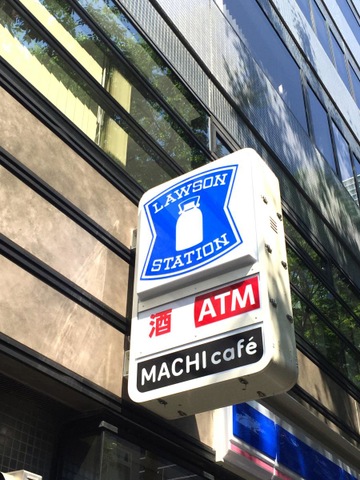 LAWSON
STATION
酒 ATM
MACHI café